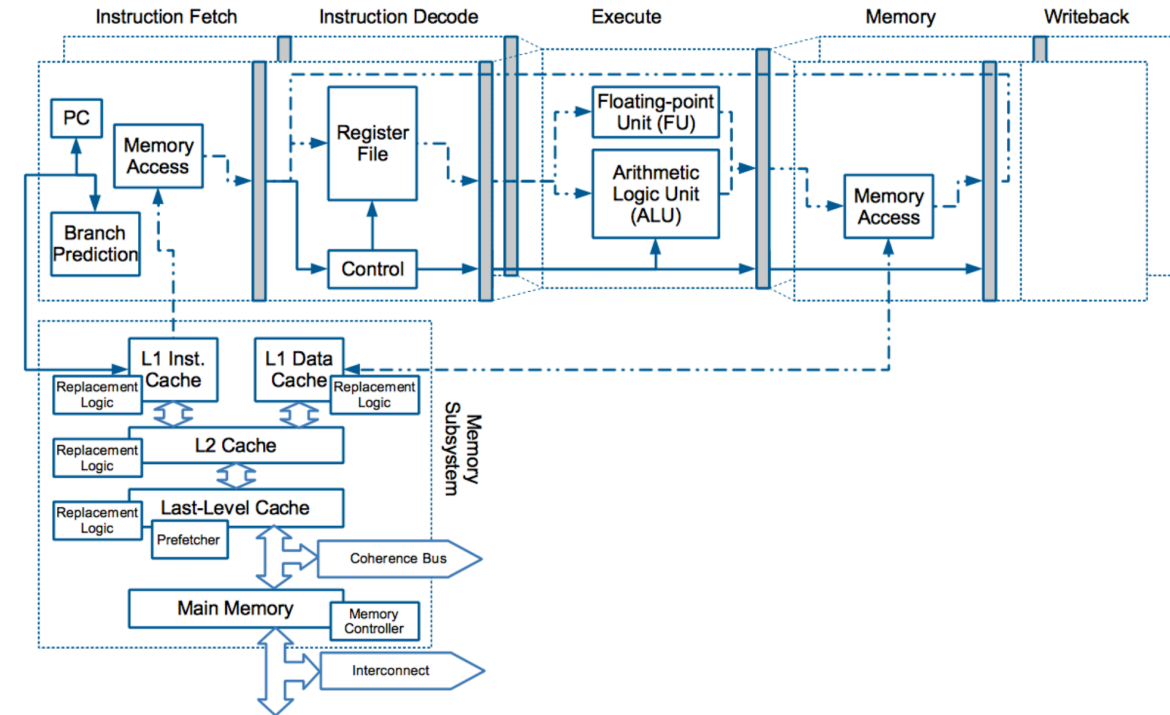 Instruction Fetch
Instruction Decode
Execute
Memory
Writeback
PC
Memory
Access
Branch
Prediction
Register
File
Control
Floating-point
Unit (FU)
Arithmetic
Logic Unit
(ALU)
Memory
Access
L1 Inst.
Cache
Replacement
Logic
L1 Data
Cache
Replacement
Logic
L2 Cache
Replacement
Logic
Last-Level Cache
Replacement
Logic
Prefetcher
Coherence Bus
Main Memory
Memory
Controller
Interconnect
Memory
Subsystem